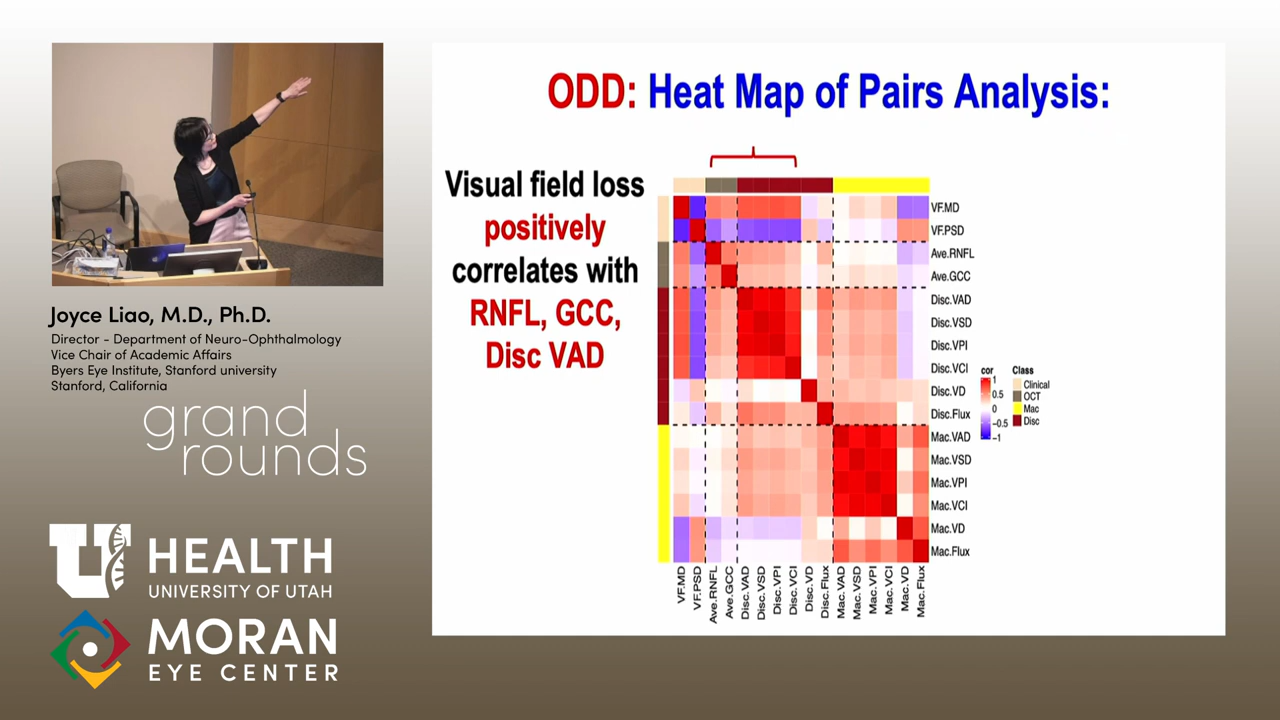 ODD: Heat Map of Pairs Analysis:
Visual field loss
positively
correlates with
RNFL, GCC,
Disc VAD
VF.MD
VF.PSD
Ave.RNFL
Ave.GCC
Disc.VAD
Disc.VSD
Disc.VPI
Disc.VCI
Disc.VD
Disc.Flux
Mac.VAD
Mac.VSD
Mac.VPI
Mac.VCI
Mac.VD
Mac.Flux
VF.MD
VF.PSD
Ave.RNFL
Ave.GCC
Disc.VAD
Disc.VSD
Disc.VPI
Disc.VCI
Disc.VD
Disc.Flux
Mac.VAD
Mac.VSD
Mac.VPI
Mac.VCI
Mac.VD
Mac.Flux
cor
1
0.5
0
−0.5
−1
Class
Clinical
OCT
Mac
Disc
Joyce Liao, M.D., Ph.D.
Director - Department of Neuro-Ophthalmology
Vice Chair of Academic Affairs
Byers Eye Institute, Stanford university
Stanford, California
grand
rounds
U HEALTH
UNIVERSITY OF UTAH
MORAN
EYE CENTER